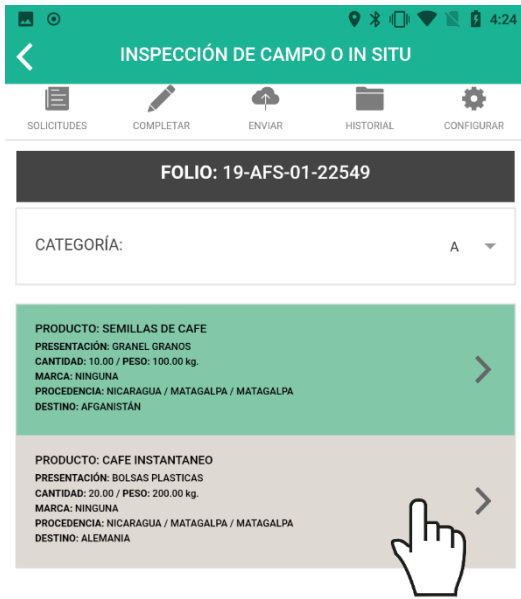 4:24
INSPECCIÓN DE CAMPO O IN SITU
SOLICITUDES COMPLETAR ENVIAR HISTORIAL CONFIGURAR
FOLIO: 19-AFS-01-22549
CATEGORÍA: A
PRODUCTO: SEMILLAS DE CAFE
PRESENTACIÓN: GRANEL GRANOS
CANTIDAD: 10.00 / PESO: 100.00 kg.
MARCA: NINGUNA
PROCEDENCIA: NICARAGUA / MATAGALPA / MATAGALPA
DESTINO: AFGANISTÁN
PRODUCTO: CAFE INSTANTANEO
PRESENTACIÓN: BOLSAS PLASTICAS
CANTIDAD: 20.00 / PESO: 200.00 kg.
MARCA: NINGUNA
PROCEDENCIA: NICARAGUA / MATAGALPA / MATAGALPA
DESTINO: ALEMANIA